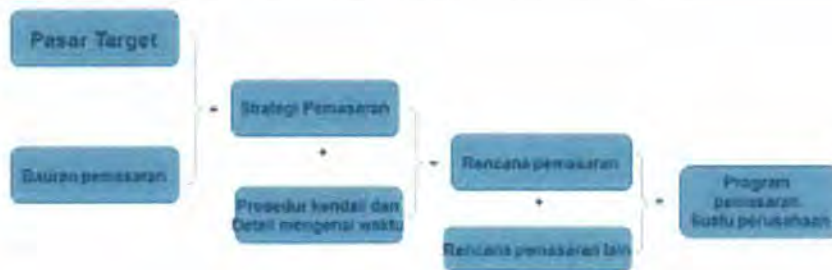 Pasar Target
Bauran pemasaran
=
Strategi Pemasaran
+
Prosedur kendali dan
Detail mengenai waktu
=
Rencana pemasaran
+
Rencana pemasaran lain
=
Program
pemasaran
Suatu perusahaan